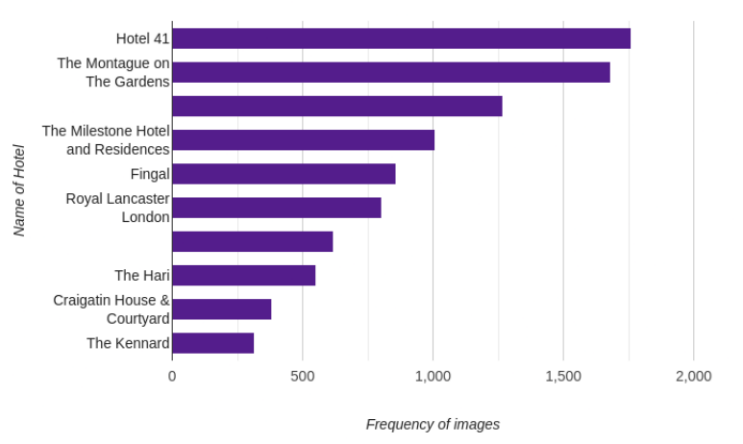 Hotel 41
The Montague on
The Gardens
The Milestone Hotel
and Residences
Fingal
Royal Lancaster
London
The Hari
Craigatin House &
Courtyard
The Kennard
Name of Hotel
0 500 1,000 1,500 2,000
Frequency of images